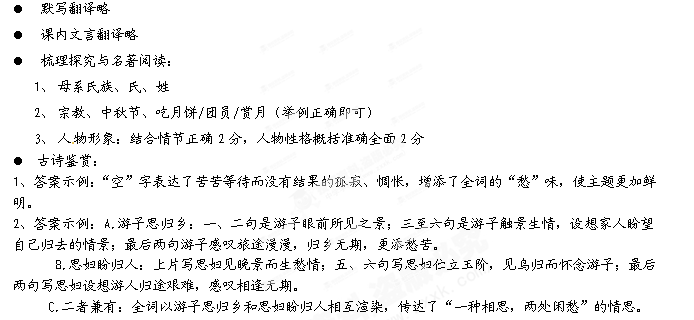 ● 默写翻译略
● 课内文言翻译略
● 梳理探究与名著阅读：
1、 母系氏族、氏、姓
2、 宗教、中秋节、吃月饼/团员/赏月（举例正确即可）
3、 人物形象：结合情节正确 2 分，人物性格概括准确全面 2 分
● 古诗鉴赏：
1、答案示例：“空”字表达了苦苦等待而没有结果的孤寂、惆怅，增添了全词的“愁”味，使主题更加鲜
明。
2、答案示例：A.游子思归乡：一、二句是游子眼前所见之景；三至六句是游子触景生情，设想家人盼望
自己归去的情景；最后两句游子感叹旅途漫漫，归乡无期，更添愁苦。
B.思妇盼归人：上片写思妇见晚景而生愁情；五、六句写思妇伫立玉阶，见鸟归而怀念游子；最后
两句写思妇设想游人归途艰难，感叹相逢无期。
C.二者兼有：全词以游子思归乡和思妇盼归人相互渲染，传达了“一种相思，两处闲愁”的情思。